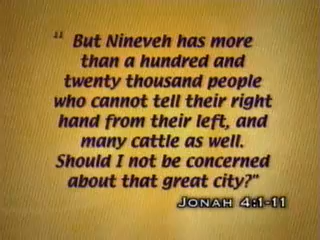 " But Nineveh has more
than a hundred and
twenty thousand people
who cannot tell their right
hand from their left, and
many cattle as well.
Should I not be concerned
about that great city?"
JONAH 4:1-11